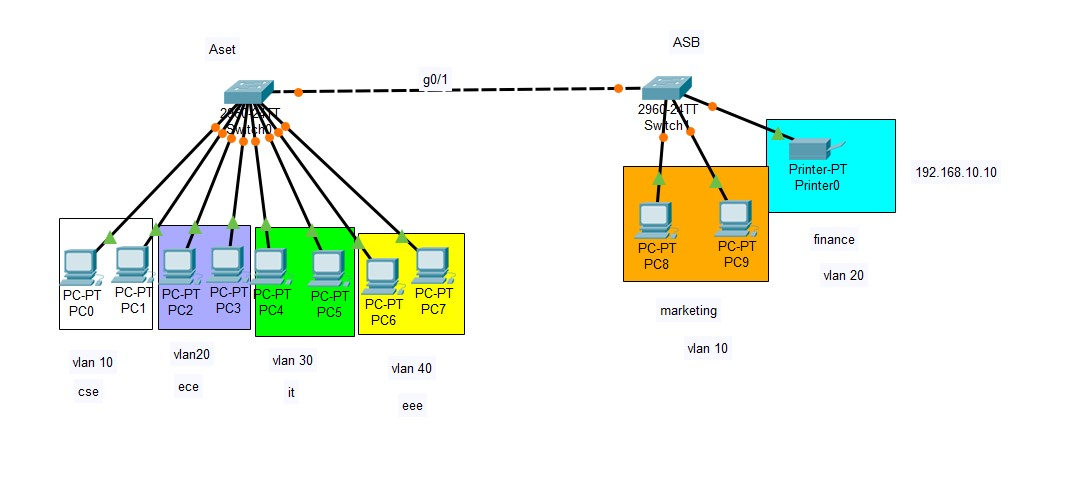 Aset
ASB
g0/1
2960-24TT
Switch0
2960-24TT
Switch1
Printer-PT
Printer0
192.168.10.10
PC-PT
PC0
PC-PT
PC1
PC-PT
PC2
PC-PT
PC3
PC-PT
PC4
PC-PT
PC5
PC-PT
PC6
PC-PT
PC7
PC-PT
PC8
PC-PT
PC9
finance
vlan 20
marketing
vlan 10
vlan 10
cse
vlan20
ece
vlan 30
it
vlan 40
eee